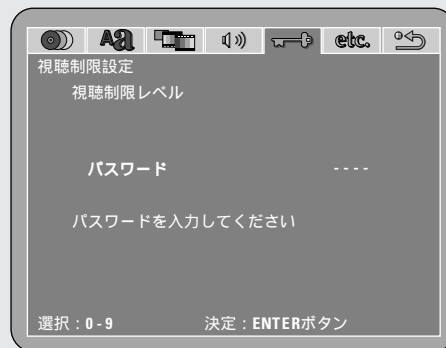 Aa etc.
視聴制限設定
視聴制限レベル
パスワード ----
パスワードを入力してください
選択：0-9 決定：ENTERボタン